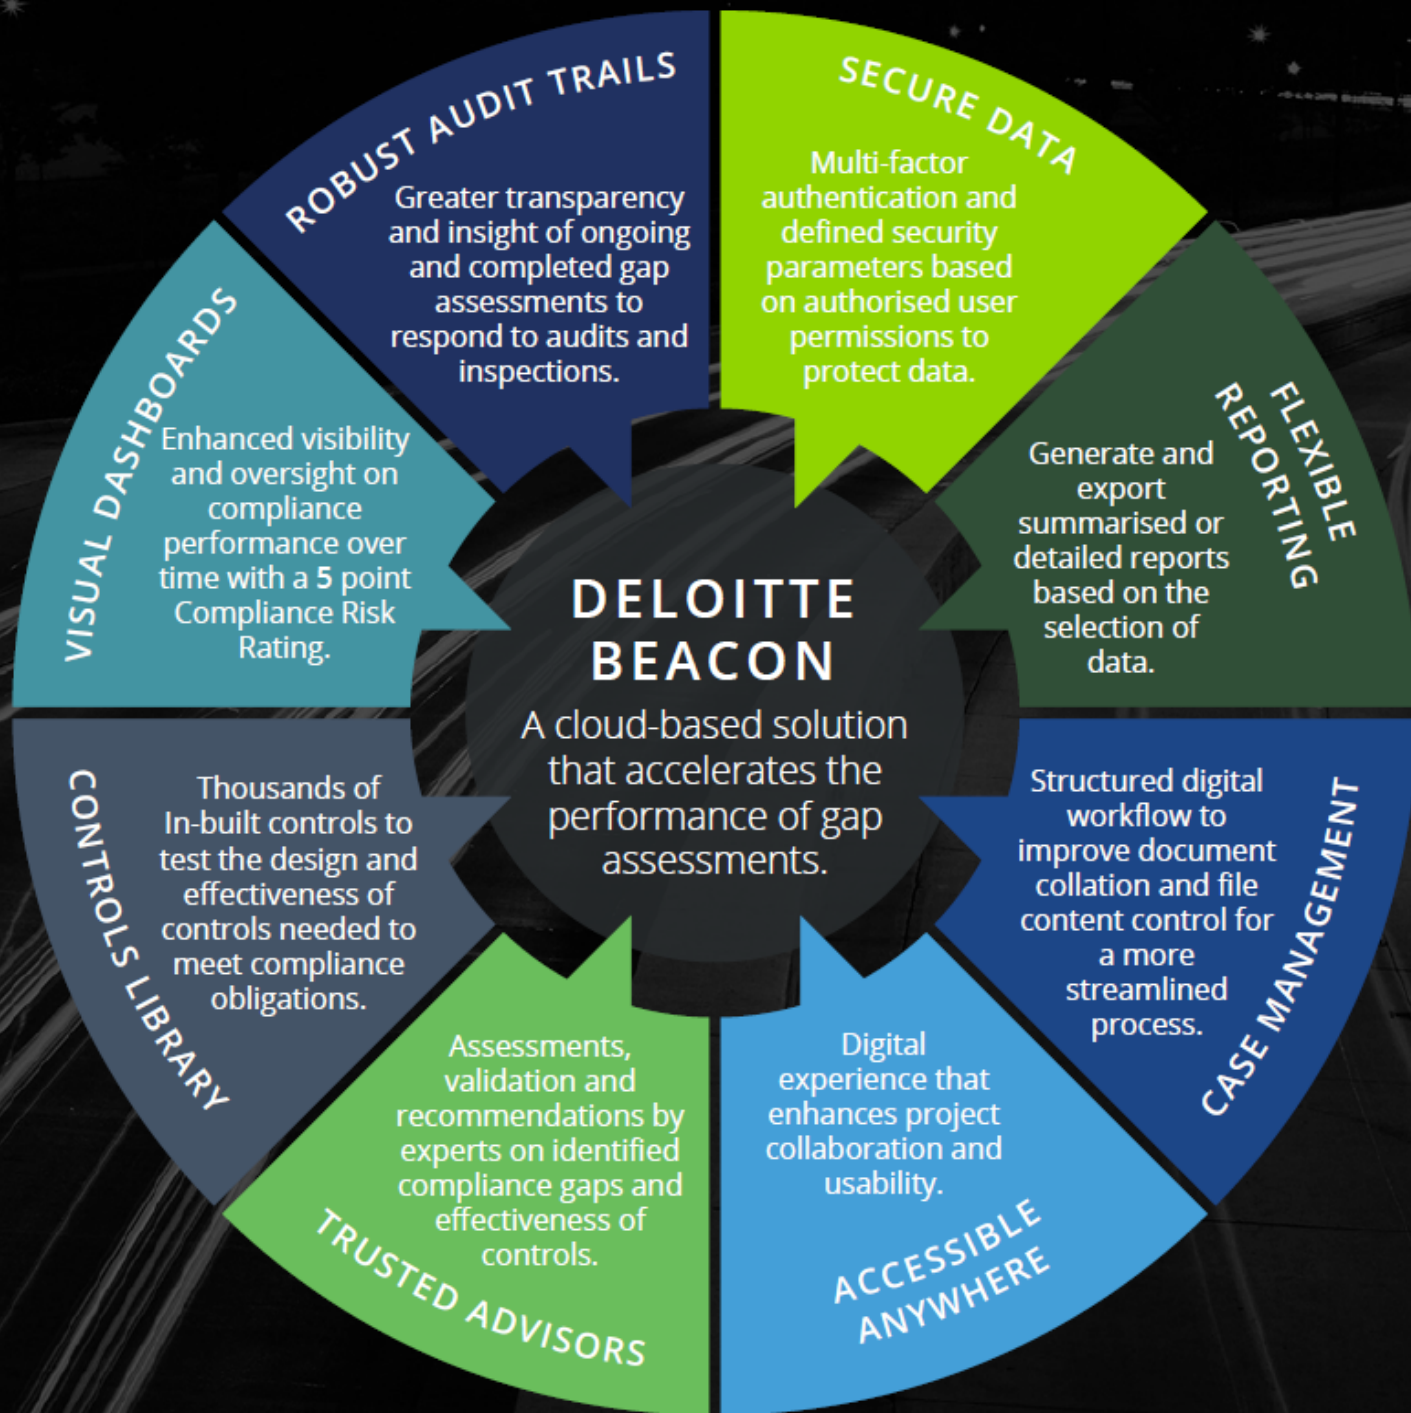 ROBUST AUDIT TRAILS
Greater transparency
and insight of ongoing
and completed gap
assessments to
respond to audits and
inspections.
SECURE DATA
Multi-factor
authentication and
defined security
parameters based
on authorised user
permissions to
protect data.
FLEXIBLE
REPORTING
Generate and
export
summarised or
detailed reports
based on the
selection of
data.
CASE MANAGEMENT
Structured digital
workflow to
improve document
collation and file
content control for
a more
streamlined
process.
Digital
experience that
enhances project
collaboration and
usability.
ACCESSIBLE
ANYWHERE
Assessments,
validation and
recommendations by
experts on identified
compliance gaps and
effectiveness of
controls.
TRUSTED ADVISORS
CONTROLS LIBRARY
Thousands of
In-built controls to
test the design and
effectiveness of
controls needed to
meet compliance
obligations.
VISUAL DASHBOARDS
Enhanced visibility
and oversight on
compliance
performance over
time with a 5 point
Compliance Risk
Rating.
DELOITTE
BEACON
A cloud-based solution
that accelerates the
performance of gap
assessments.